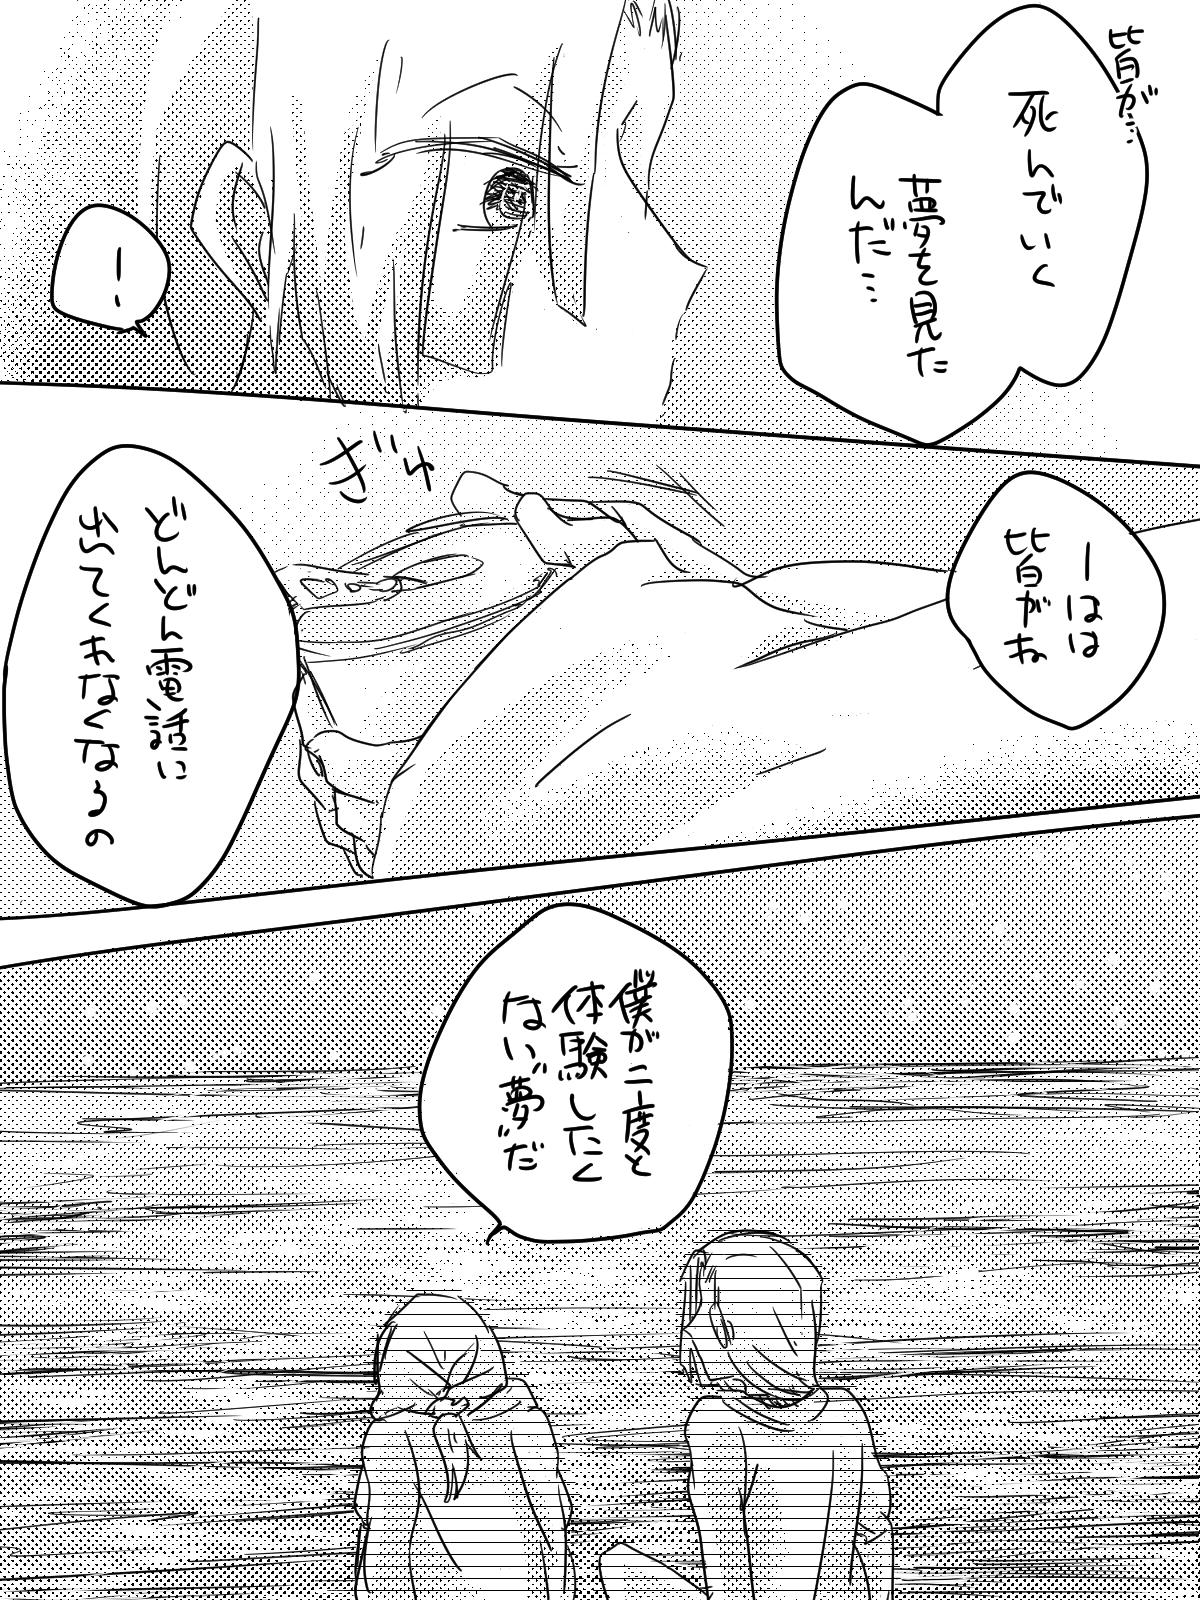 皆が…
死んでいく
夢を見た
んだ…
ー！
ぎゅ
ーはは
皆がね
どんどん電話に
出てくれなくなるの
僕が二度と
体験したく
ない〝夢〟だ